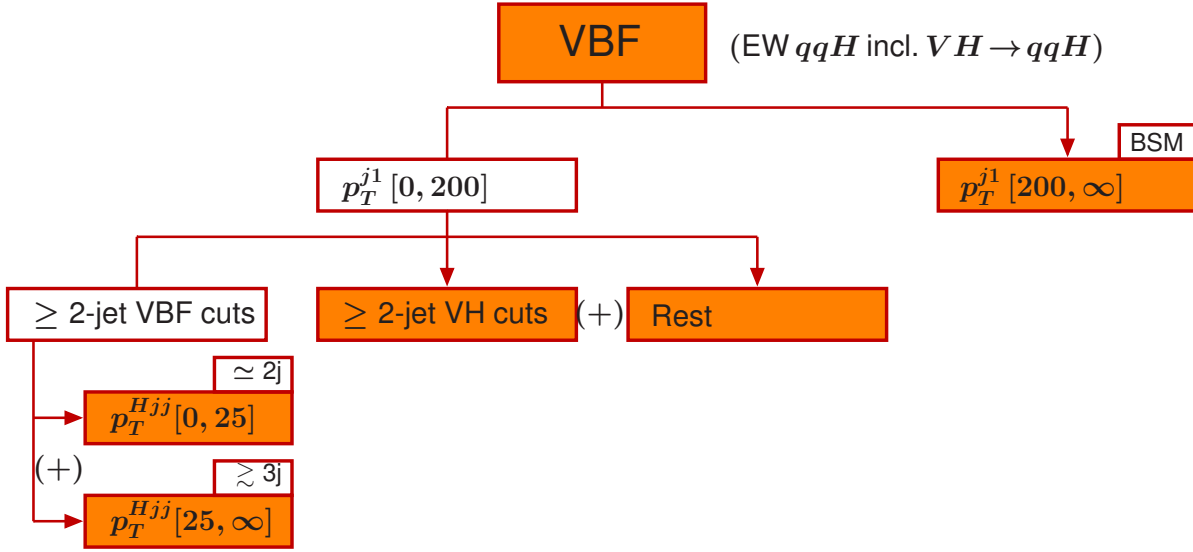 VBF (EW qqH incl. VH → qqH)
BSM
p_T^{j1} [0, 200]
p_T^{j1} [200, ∞]
≥ 2-jet VBF cuts
≥ 2-jet VH cuts (+) Rest
≃ 2j
p_T^{Hjj} [0, 25]
(+)
≳ 3j
p_T^{Hjj} [25, ∞]